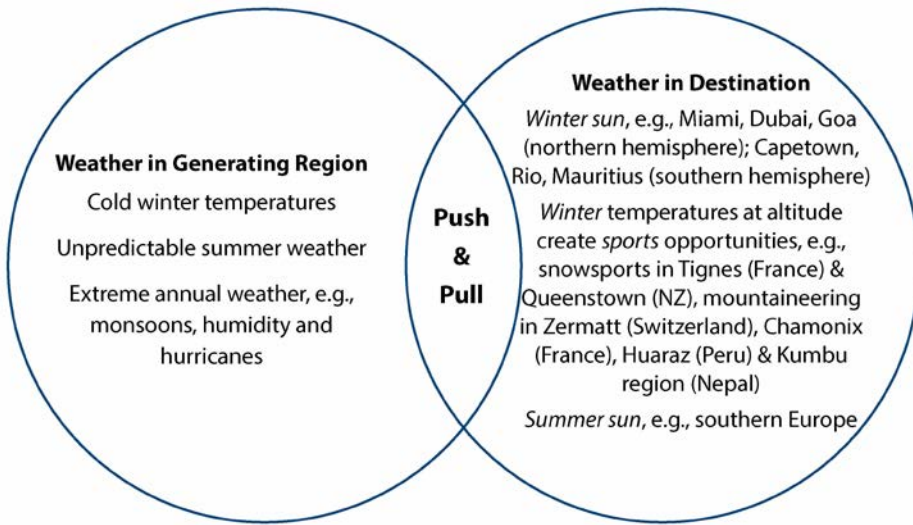 Weather in Generating Region
Cold winter temperatures
Unpredictable summer weather
Extreme annual weather, e.g.,
monsoons, humidity and
hurricanes
Push
&
Pull
Weather in Destination
Winter sun, e.g., Miami, Dubai, Goa
(northern hemisphere); Capetown,
Rio, Mauritius (southern hemisphere)
Winter temperatures at altitude
create sports opportunities, e.g.,
snowsports in Tignes (France) &
Queenstown (NZ), mountaineering
in Zermatt (Switzerland), Chamonix
(France), Huaraz (Peru) & Kumbu
region (Nepal)
Summer sun, e.g., southern Europe